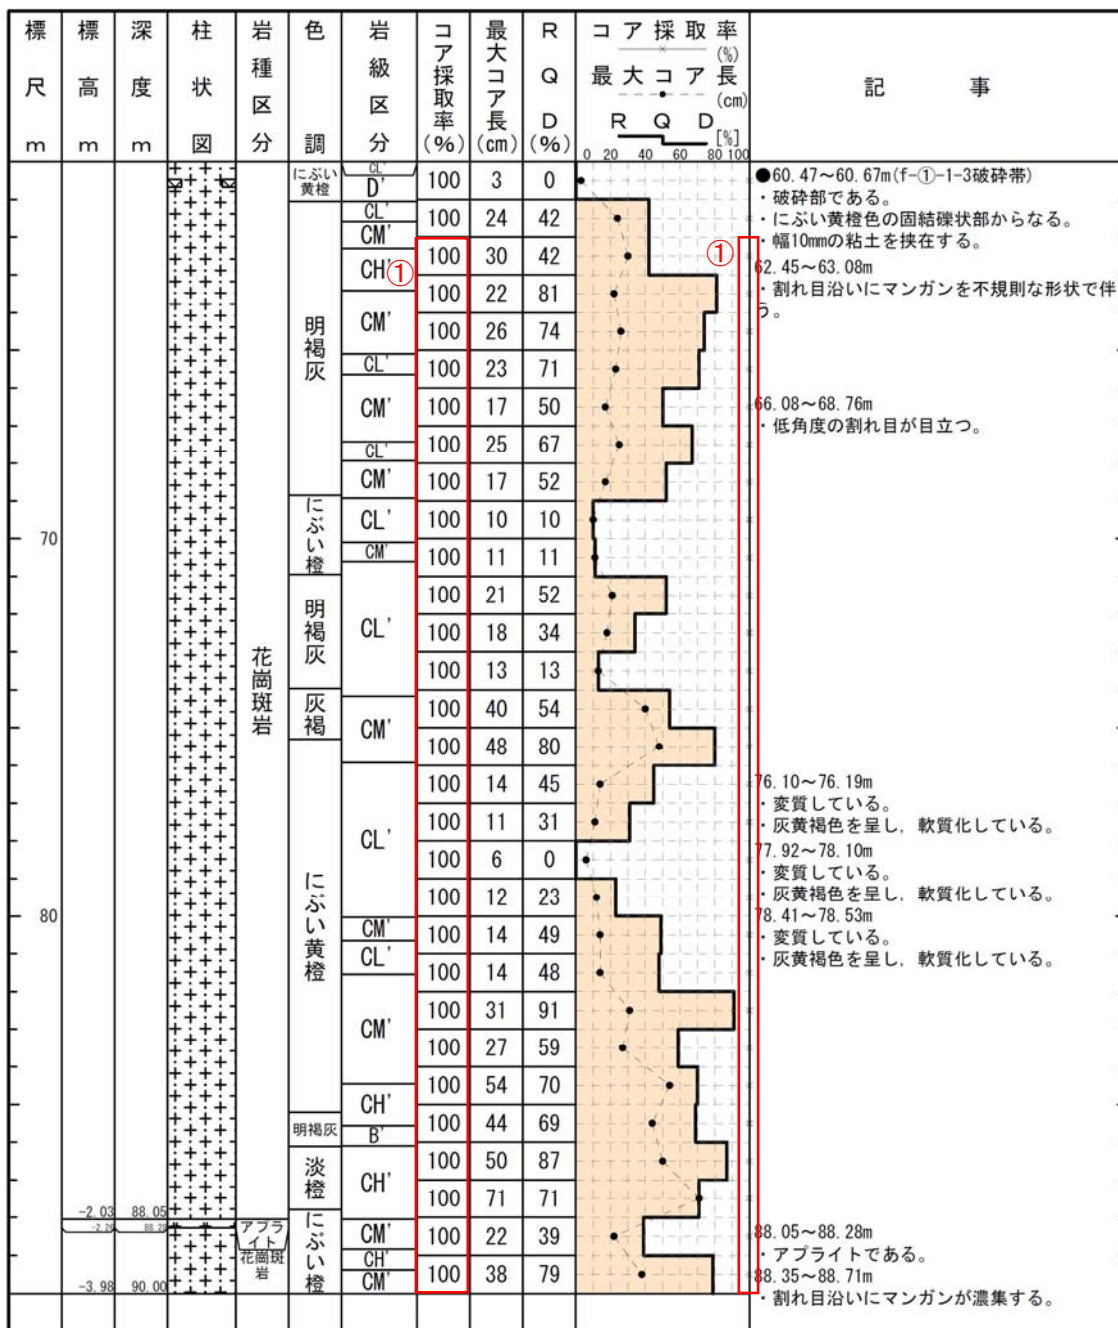 標尺 m
標高 m
深度 m
柱状図
岩種区分
色調
岩級区分
コア採取率(%)
最大コア長(cm)
RQD(%)
コア採取率(%)
最大コア長(cm)
RQD[%]
0 20 40 60 80 100
記事
にぶい黄橙
明褐灰
にぶい橙
明褐灰
灰褐
にぶい黄橙
明褐灰
淡橙
にぶい橙
CL'
D'
CL'
CM'
CH'
CM'
CL'
CM'
CL'
CM'
CL'
CM'
CL'
CM'
CL'
CM'
CL'
CM'
CH'
B'
CH'
CM'
CH'
CM'
①
①
花崗斑岩
アプライト
花崗斑岩
70
80
-2.03 88.05
-2.26 88.28
-3.98 90.00
100 3 0
100 24 42
100 30 42
100 22 81
100 26 74
100 23 71
100 17 50
100 25 67
100 17 52
100 10 10
100 11 11
100 21 52
100 18 34
100 13 13
100 40 54
100 48 80
100 14 45
100 11 31
100 6 0
100 12 23
100 14 49
100 14 48
100 31 91
100 27 59
100 54 70
100 44 69
100 50 87
100 71 71
100 22 39
100 38 79
●60.47～60.67m(f-①-1-3破砕帯)
・破砕部である。
・にぶい黄橙色の固結礫状部からなる。
・幅10mmの粘土を挟在する。
62.45～63.08m
・割れ目沿いにマンガンを不規則な形状で伴
う。
66.08～68.76m
・低角度の割れ目が目立つ。
76.10～76.19m
・変質している。
・灰黄褐色を呈し，軟質化している。
77.92～78.10m
・変質している。
・灰黄褐色を呈し，軟質化している。
78.41～78.53m
・変質している。
・灰黄褐色を呈し，軟質化している。
88.05～88.28m
・アプライトである。
88.35～88.71m
・割れ目沿いにマンガンが濃集する。